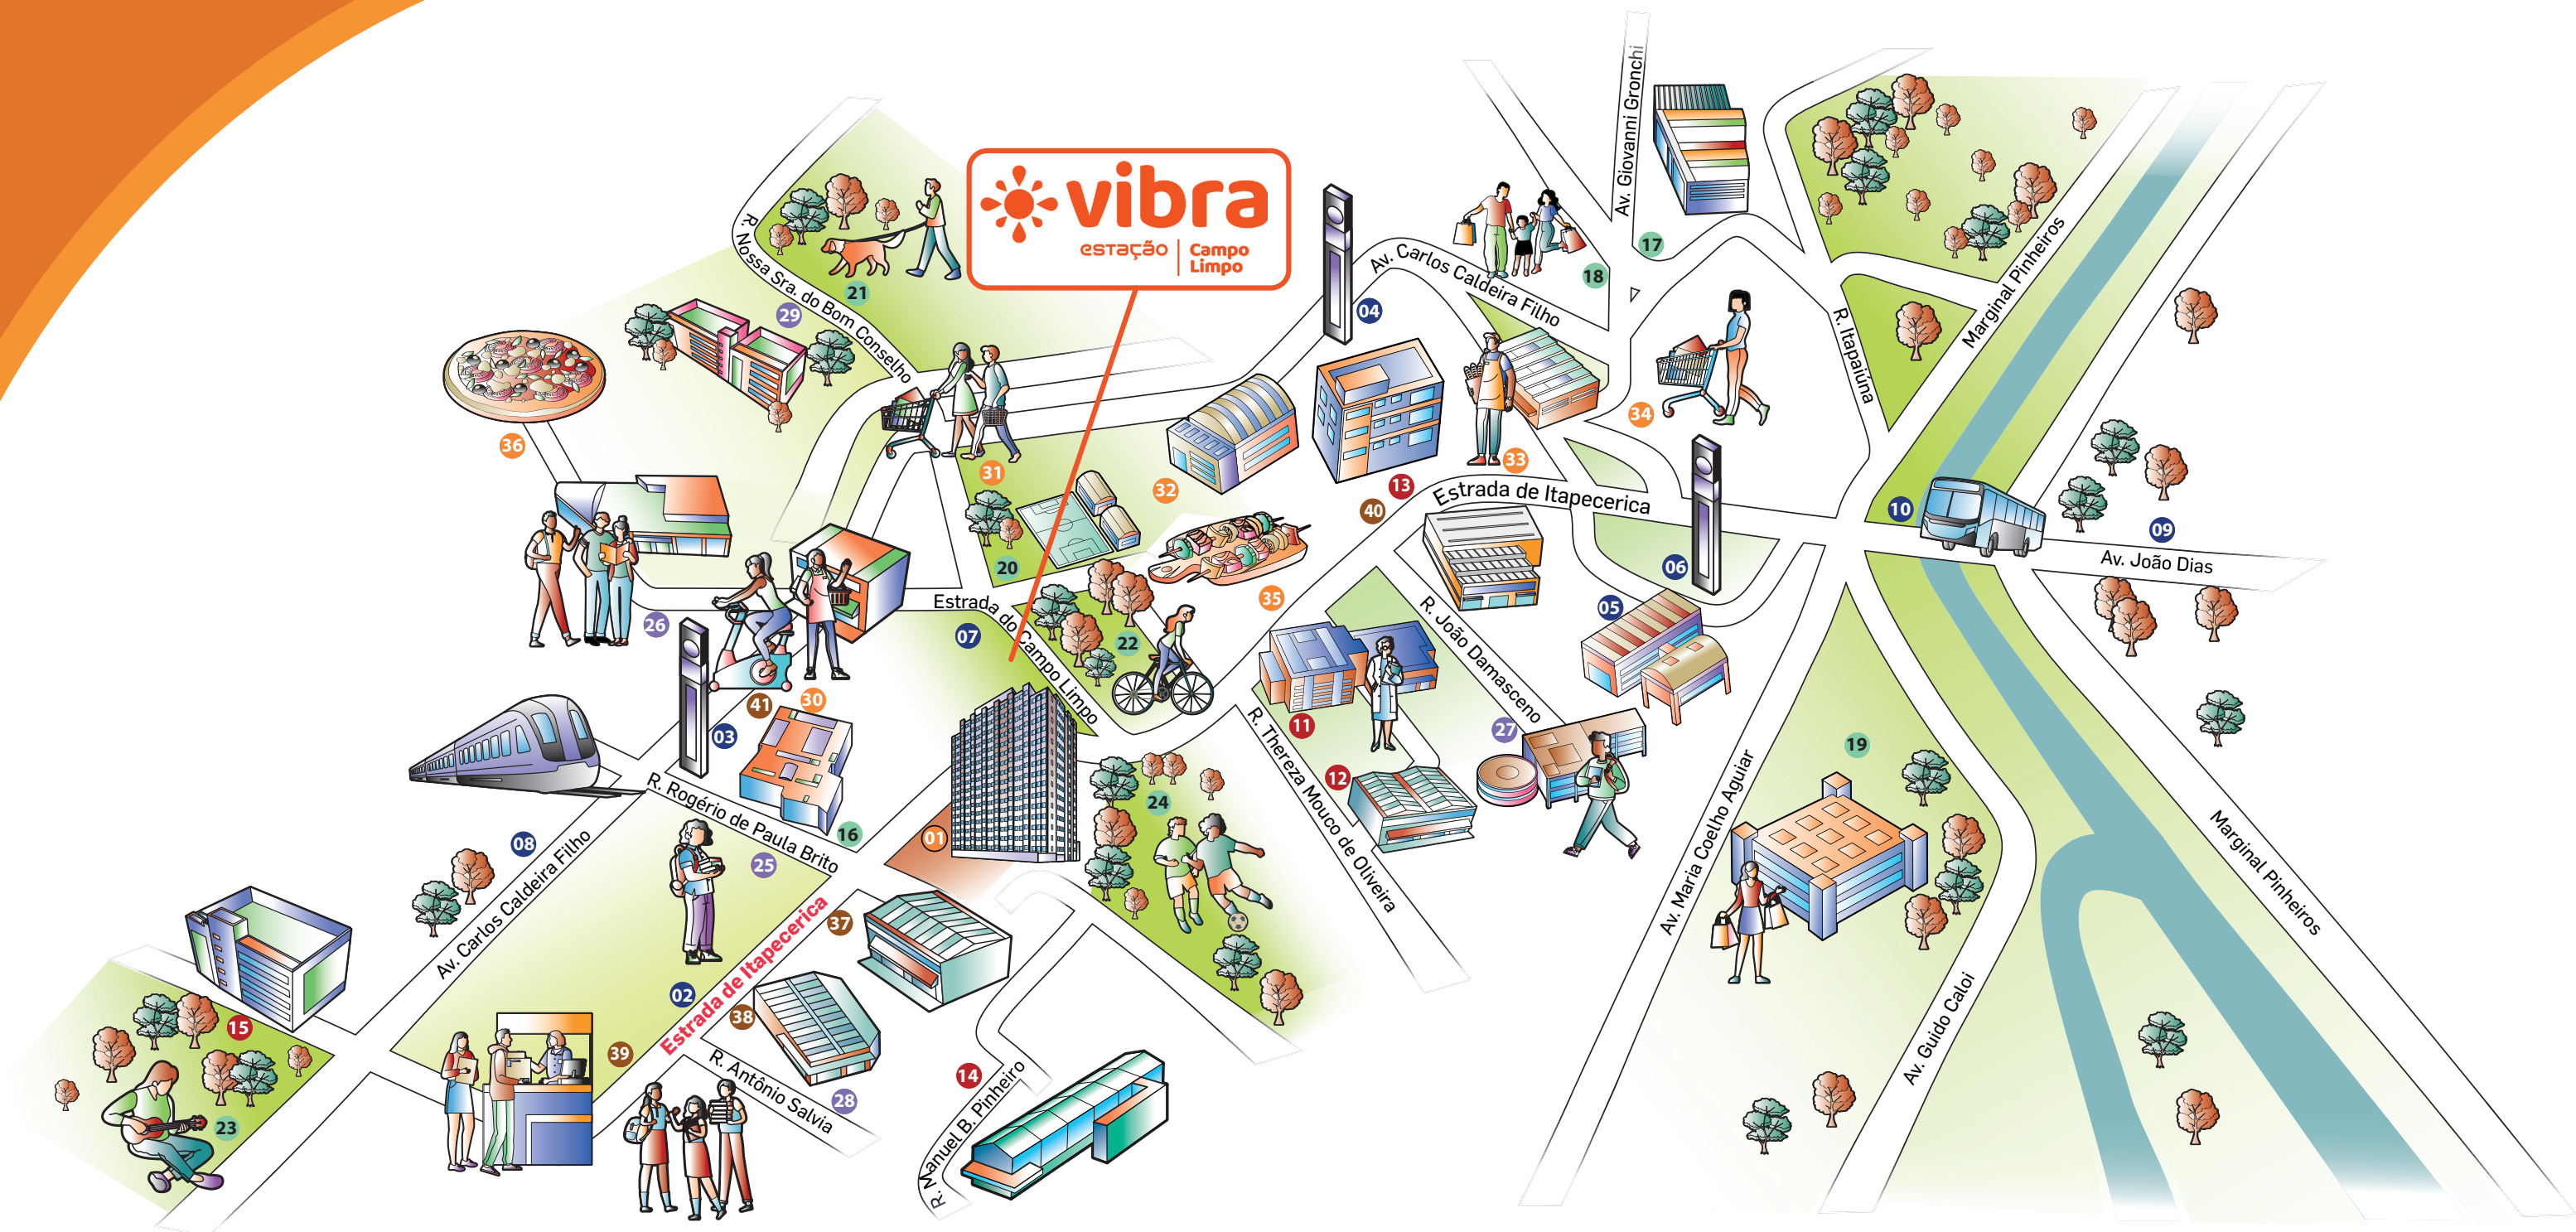 vibra
estação
Campo
Limpo
Av. Giovanni Gronchi
17
18
Av. Carlos Caldeira Filho
04
R Nossa Sra. do Bom Conselho
21
29
36
31
32
13
40
33
34
R. Itapaiúna
Marginal Pinheiros
Estrada de Itapecerica
10
09
Av. João Dias
06
05
20
35
Estrada do Campo Limpo
07
22
26
R. João Damasceno
11
27
12
R. Thereza Mouco de Oliveira
41
30
03
R. Rogério de Paula Brito
16
01
24
19
08
25
Av. Carlos Caldeira Filho
37
Estrada de Itapecerica
02
38
39
15
23
R. Antônio Salvia
28
14
R. Manuel B. Pinheiro
Av. Maria Coelho Aguiar
Av. Guido Caloi
Marginal Pinheiros